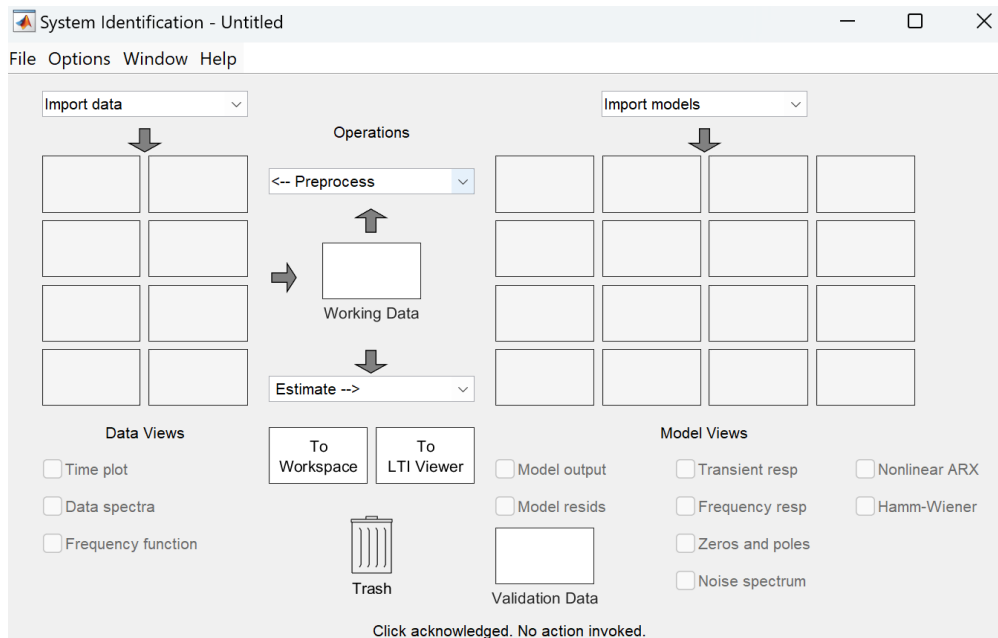 System Identification - Untitled
File Options Window Help
Import data
Import models
Operations
<-- Preprocess
Working Data
Estimate -->
Data Views
Model Views
To
Workspace
To
LTI Viewer
Time plot
Model output
Transient resp
Nonlinear ARX
Data spectra
Model resids
Frequency resp
Hamm-Wiener
Frequency function
Zeros and poles
Trash
Noise spectrum
Validation Data
Click acknowledged. No action invoked.